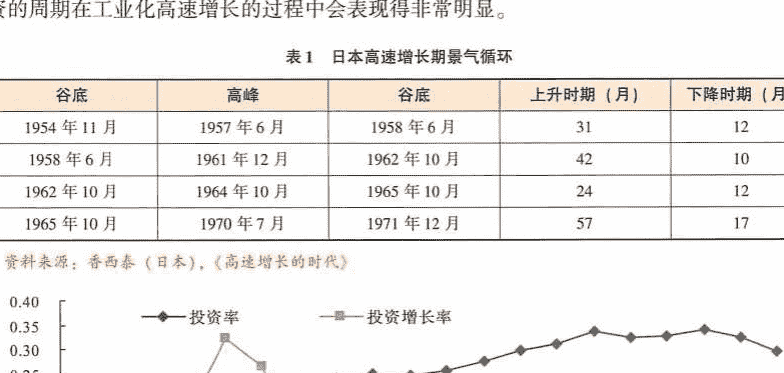 资的周期在工业化高速增长的过程中会表现得非常明显。
表1 日本高速增长期景气循环
谷底 高峰 谷底 上升时期（月） 下降时期（月
1954年11月 1957年6月 1958年6月 31 12
1958年6月 1961年12月 1962年10月 42 10
1962年10月 1964年10月 1965年10月 24 12
1965年10月 1970年7月 1971年12月 57 17
资料来源：香西泰（日本），《高速增长的时代》
0.40
0.35
投资率 投资增长率
0.30
0.25